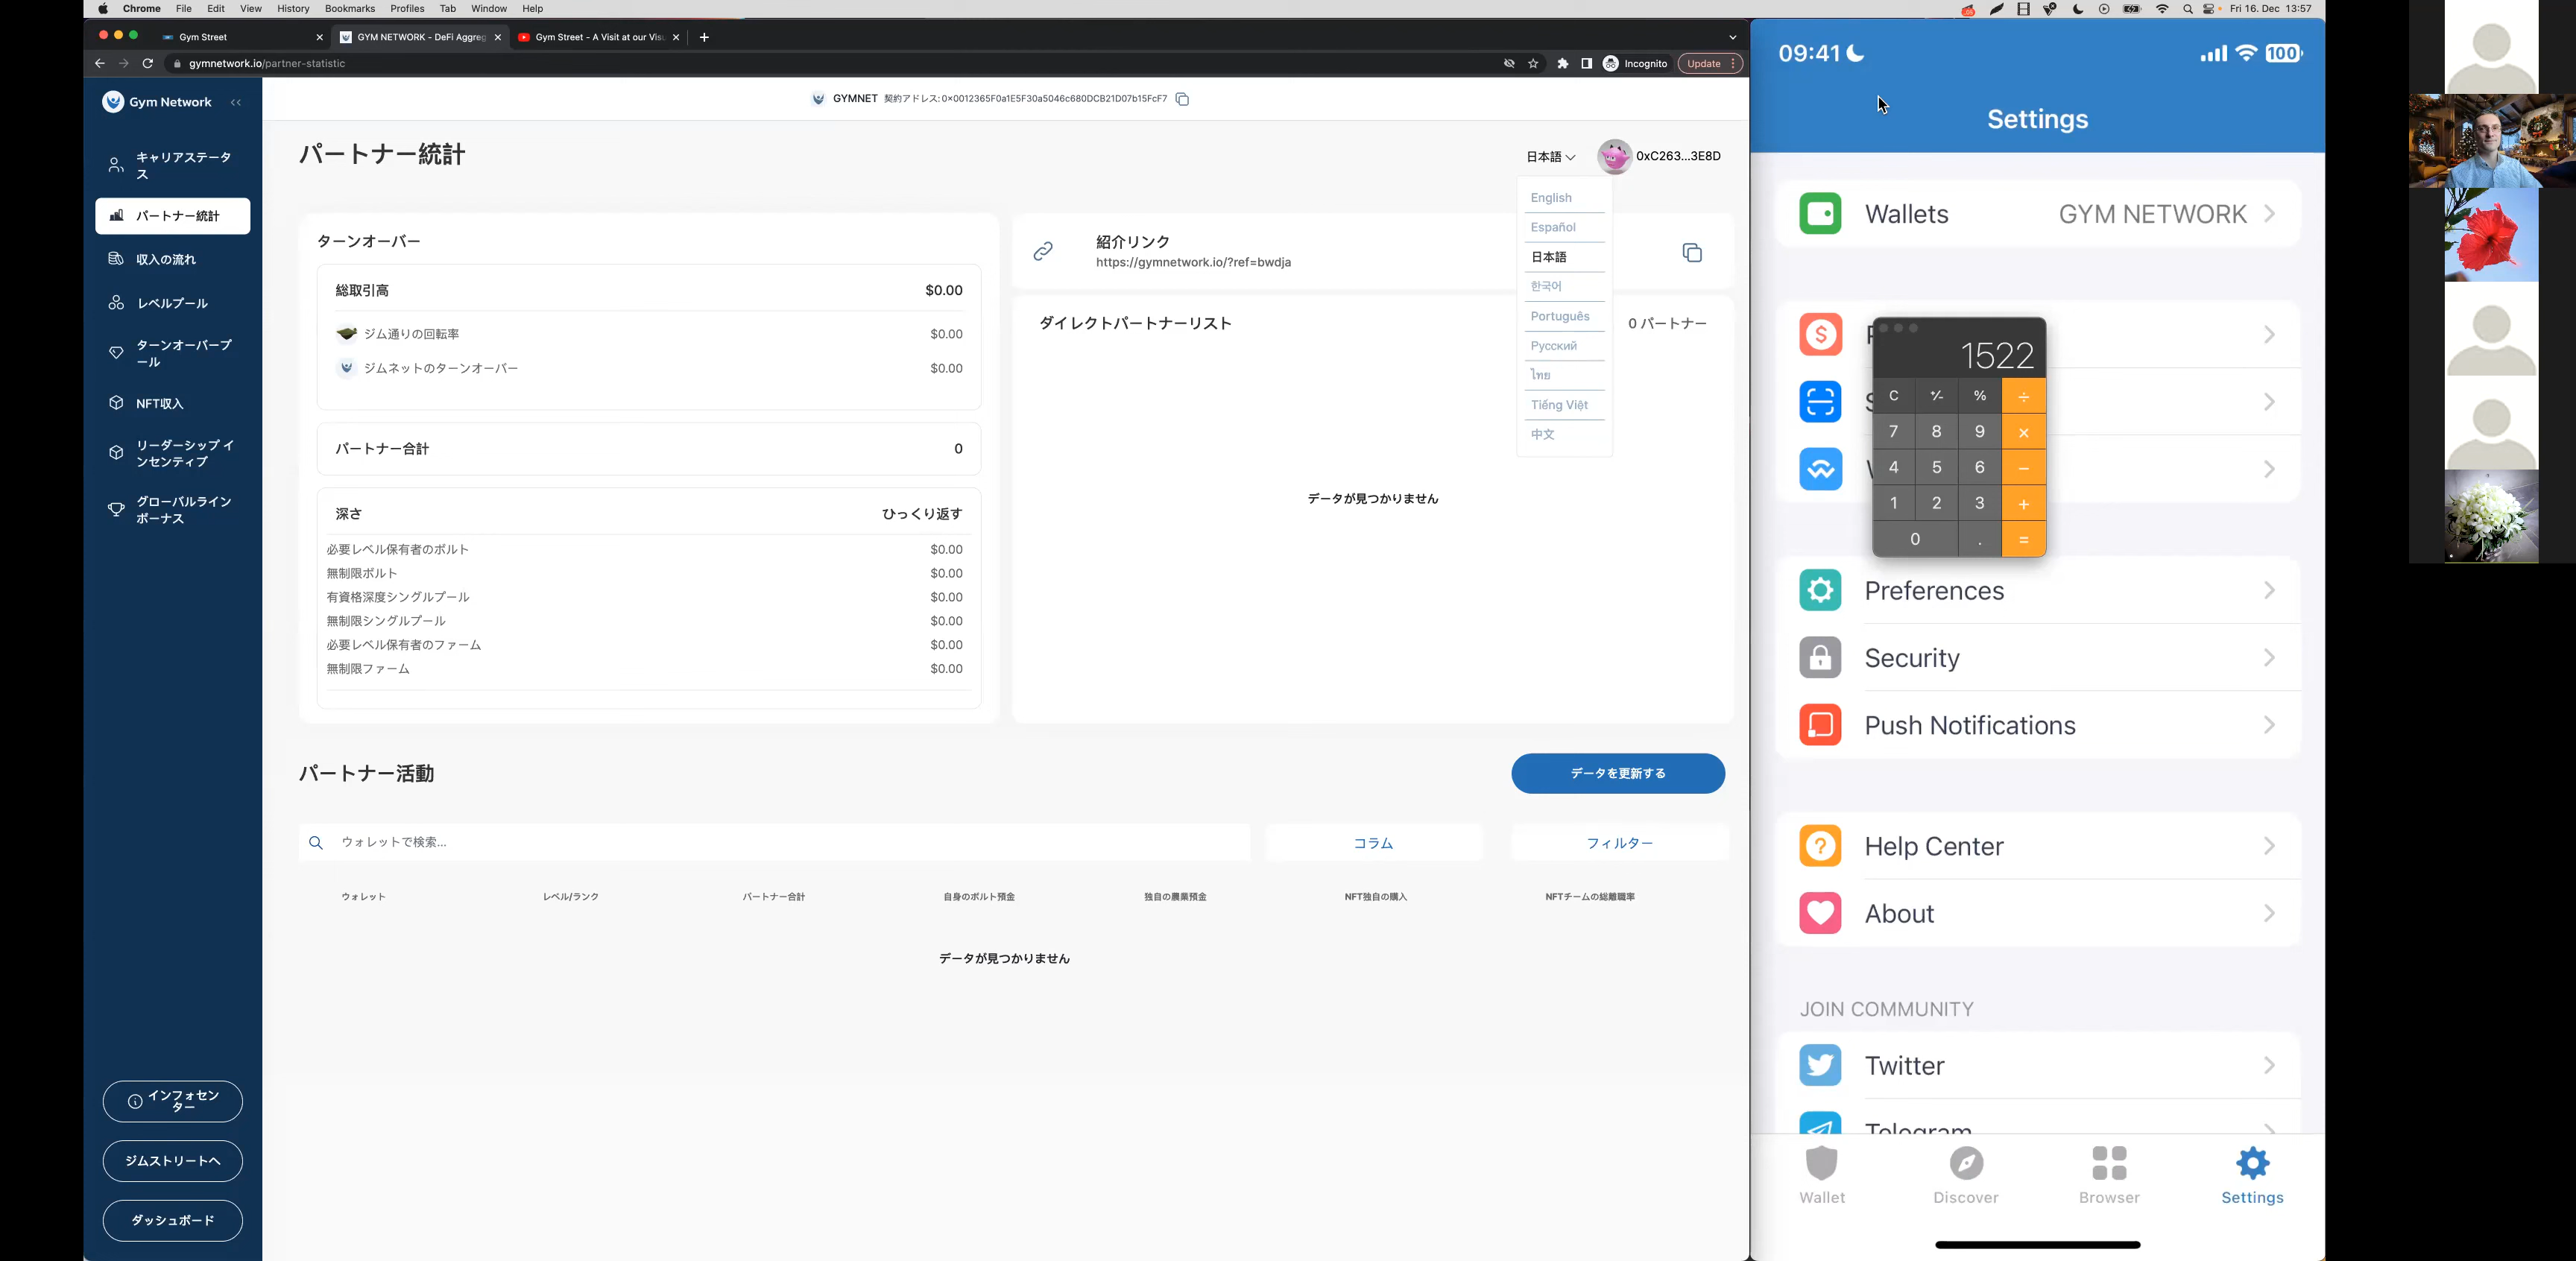 Chrome File Edit View History Bookmarks Profiles Tab Window Help
Fri 16. Dec 13:57
Gym Street
GYM NETWORK - DeFi Aggreg
Gym Street - A Visit at our Visu
gymnetwork.io/partner-statistic
Incognito
Update
Gym Network
キャリアステータ
ス
パートナー統計
収入の流れ
レベルプール
ターンオーバープ
ール
NFT収入
リーダーシップ イ
ンセンティブ
グローバルライン
ボーナス
インフォセン
ター
ジムストリートへ
ダッシュボード
GYMNET 契約アドレス: 0x0012365F0a1E5F30a5046c680DCB21D07b15FcF7
パートナー統計
日本語
0xC263...3E8D
English
Español
日本語
한국어
Português
Русский
ไทย
Tiếng Việt
中文
ターンオーバー
総取引高 $0.00
ジム通りの回転率 $0.00
ジムネットのターンオーバー $0.00
パートナー合計 0
深さ ひっくり返す
必要レベル保有者のボルト $0.00
無制限ボルト $0.00
有資格深度シングルプール $0.00
無制限シングルプール $0.00
必要レベル保有者のファーム $0.00
無制限ファーム $0.00
紹介リンク
https://gymnetwork.io/?ref=bwdja
ダイレクトパートナーリスト
0 パートナー
データが見つかりません
パートナー活動
データを更新する
ウォレットで検索...
コラム
フィルター
ウォレット レベル/ランク パートナー合計 自身のボルト預金 独自の農業預金 NFT独自の購入 NFTチームの総離職率
データが見つかりません
09:41
100
Settings
Wallets GYM NETWORK
1522
C +⁄- % ÷
7 8 9 ×
4 5 6 −
1 2 3 +
0 . =
Preferences
Security
Push Notifications
Help Center
About
JOIN COMMUNITY
Twitter
Telegram
Wallet Discover Browser Settings